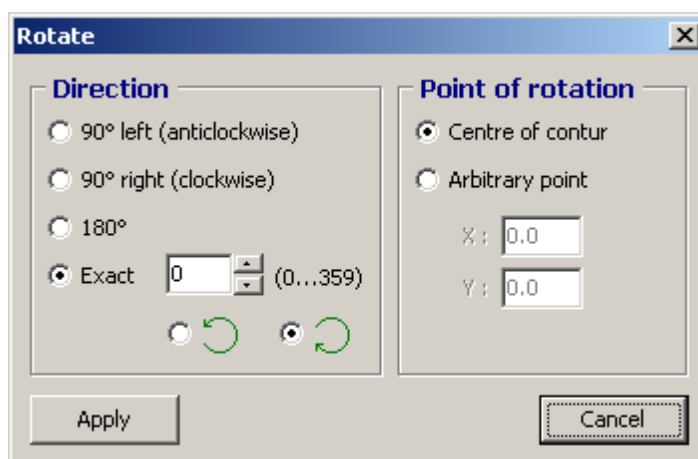 Rotate
Direction
90° left (anticlockwise)
90° right (clockwise)
180°
Exact 0 (0...359)
Point of rotation
Centre of contur
Arbitrary point
X : 0.0
Y : 0.0
Apply
Cancel